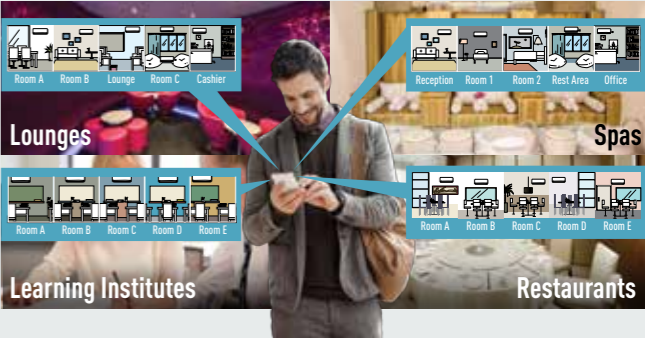 Room A Room B Lounge Room C Cashier
Lounges
Reception Room 1 Room 2 Rest Area Office
Spas
Room A Room B Room C Room D Room E
Learning Institutes
Room A Room B Room C Room D Room E
Restaurants